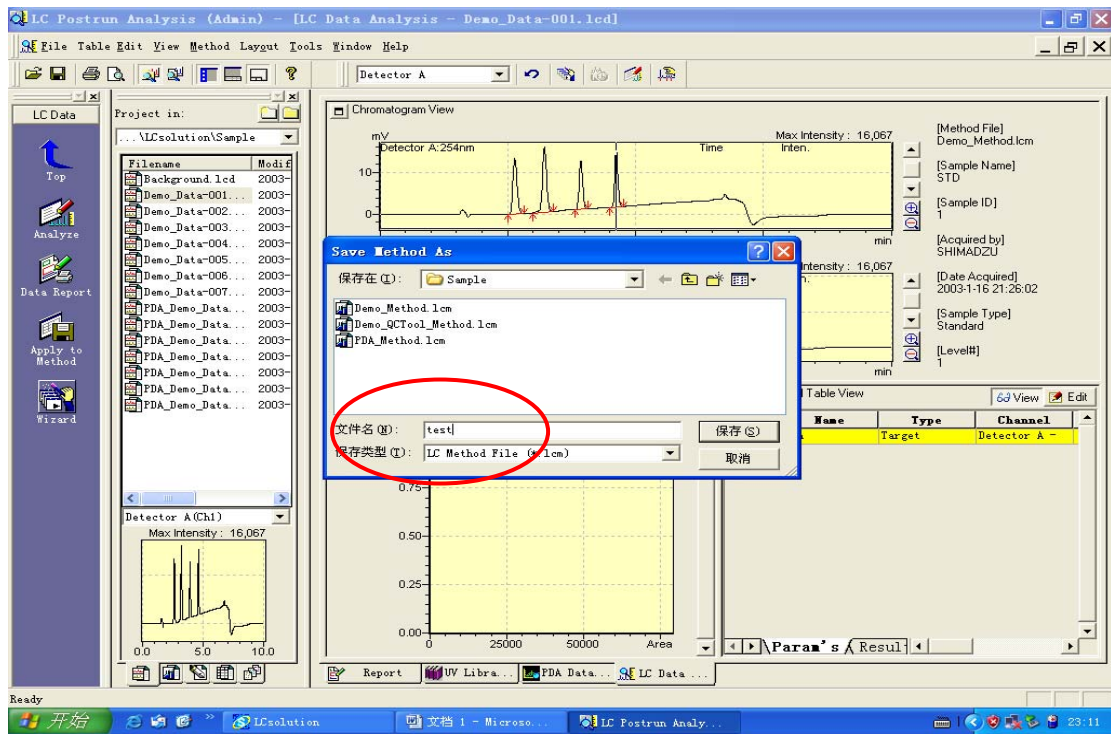 LC Postrun Analysis (Admin) - [LC Data Analysis - Demo_Data-001.lcd]
File Table Edit View Method Layout Tools Window Help
Detector A
LC Data
Top
Analyze
Data Report
Apply to
Method
Wizard
Project in:
...\LCsolution\Sample
Filename Modif
Background.lcd 2003-
Demo_Data-001... 2003-
Demo_Data-002... 2003-
Demo_Data-003... 2003-
Demo_Data-004... 2003-
Demo_Data-005... 2003-
Demo_Data-006... 2003-
Demo_Data-007... 2003-
PDA_Demo_Data... 2003-
PDA_Demo_Data... 2003-
PDA_Demo_Data... 2003-
PDA_Demo_Data... 2003-
PDA_Demo_Data... 2003-
PDA_Demo_Data... 2003-
PDA_Demo_Data... 2003-
Detector A(Ch1)
Max Intensity : 16,067
0.0 5.0 10.0
Chromatogram View
mV
Max Intensity : 16,067
Detector A:254nm
Time Inten.
10
0
min
[Method File]
Demo_Method.lcm
[Sample Name]
STD
[Sample ID]
1
[Acquired by]
SHIMADZU
[Date Acquired]
2003-1-16 21:26:02
[Sample Type]
Standard
[Level#]
1
Intensity : 16,067
min
Save Method As
保存在(I): Sample
Demo_Method.lcm
Demo_QCTool_Method.lcm
PDA_Method.lcm
文件名(N): test
保存(S)
保存类型(T): LC Method File (*.lcm)
取消
Table View
View Edit
Name Type Channel
Target Detector A -
0.75
0.50
0.25
0.00
0 25000 50000 Area
Param's Resul
Report UV Libra... PDA Data... LC Data ...
Ready
开始 LCsolution 文档 1 - Microso... LC Postrun Analy... 23:11